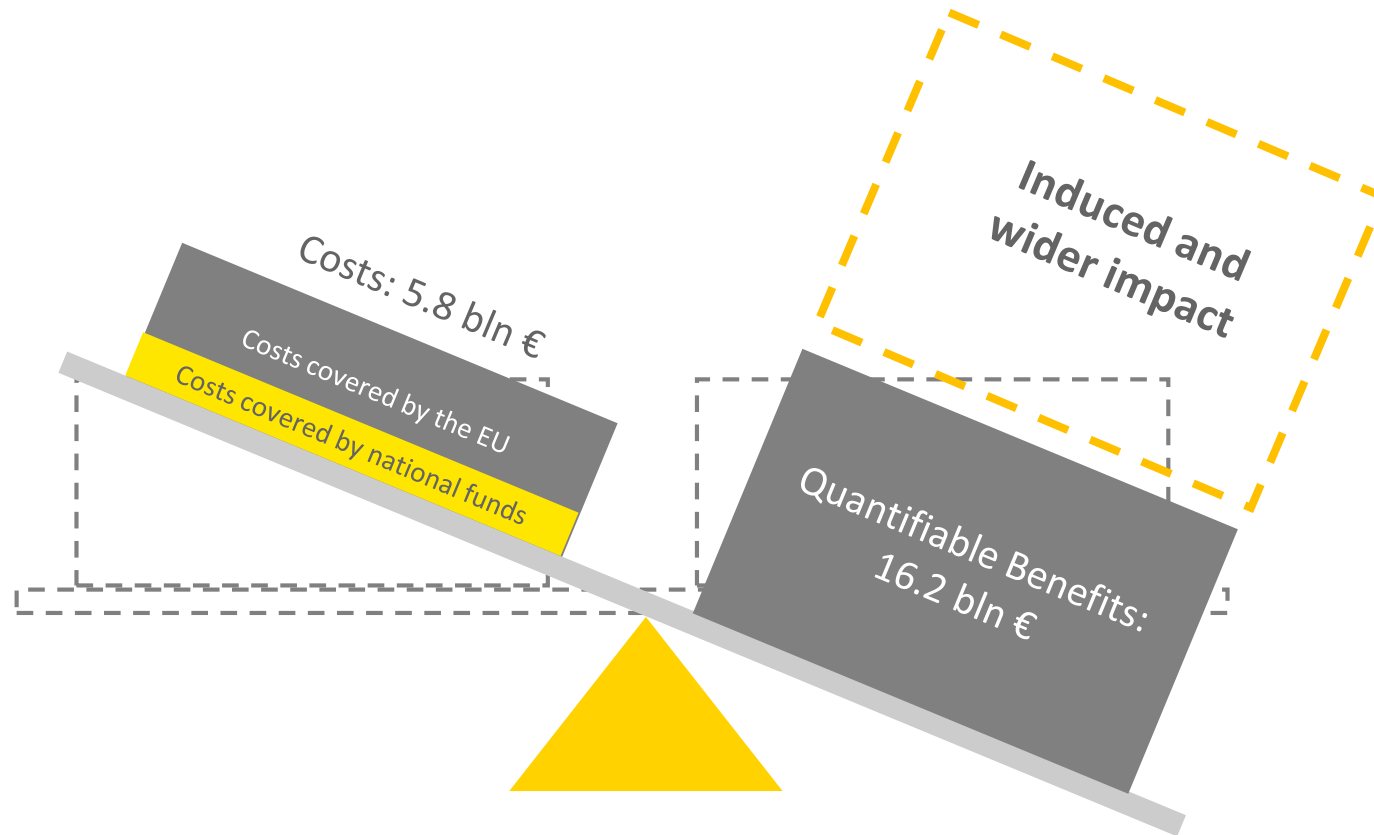 Costs: 5.8 bln €
Costs covered by the EU
Costs covered by national funds
Induced and
wider impact
Quantifiable Benefits:
16.2 bln €